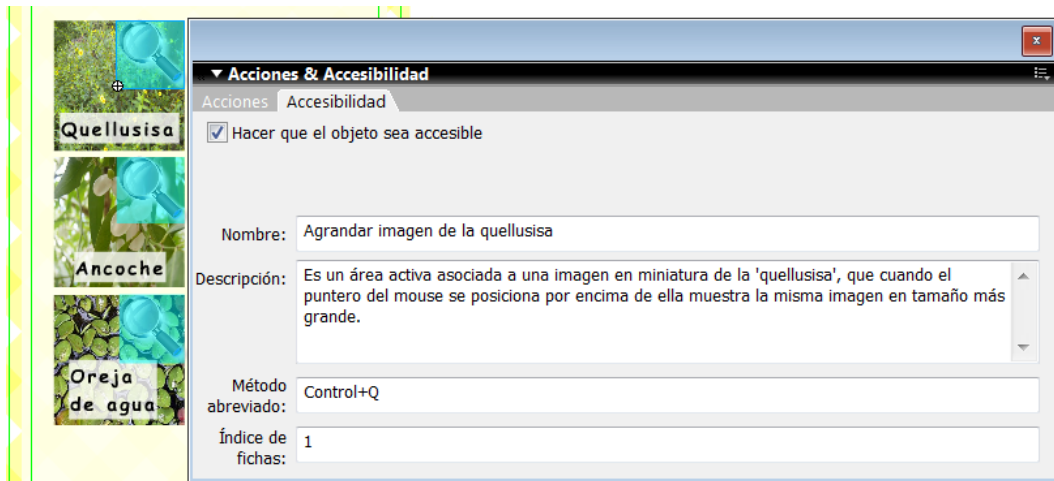 Quellusisa
Ancoche
Oreja
de agua
Acciones & Accesibilidad
Acciones Accesibilidad
Hacer que el objeto sea accesible
Nombre: Agrandar imagen de la quellusisa
Descripción: Es un área activa asociada a una imagen en miniatura de la 'quellusisa', que cuando el
puntero del mouse se posiciona por encima de ella muestra la misma imagen en tamaño más
grande.
Método
abreviado: Control+Q
Índice de
fichas: 1